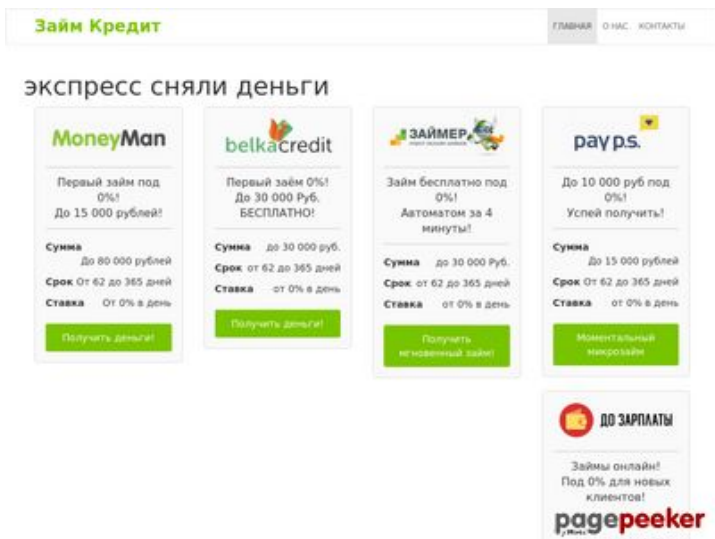 Займ Кредит
ГЛАВНАЯ О НАС КОНТАКТЫ
экспресс сняли деньги
MoneyMan
Первый займ под
0%!
До 15 000 рублей!
Сумма
До 80 000 рублей
Срок От 62 до 365 дней
Ставка От 0% в день
Получить деньги!
belkacredit
Первый заём 0%!
До 30 000 Руб.
БЕСПЛАТНО!
Сумма до 30 000 руб.
Срок от 62 до 365 дней
Ставка от 0% в день
Получить деньги!
ЗАЙМЕР
Займ бесплатно под
0%!
Автоматом за 4
минуты!
Сумма до 30 000 Руб.
Срок от 62 до 365 дней
Ставка от 0% в день
Получить
мгновенный займ!
pay p.s.
До 10 000 руб под
0%!
Успей получить!
Сумма
До 15 000 рублей
Срок От 62 до 365 дней
Ставка от 0% в день
Моментальный
микрозайм
ДО ЗАРПЛАТЫ
Займы онлайн!
Под 0% для новых
клиентов!
pagepeeker